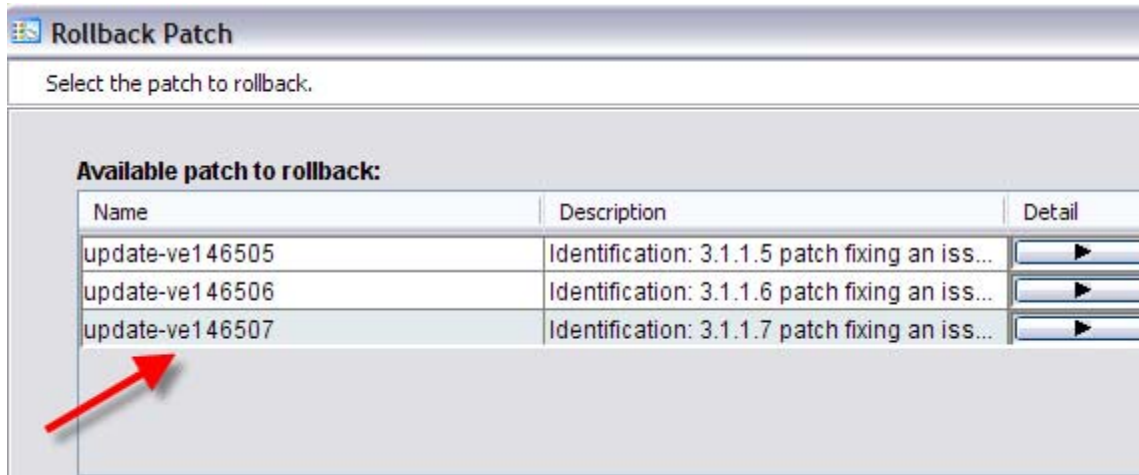 Rollback Patch
Select the patch to rollback.
Available patch to rollback:
Name Description Detail
update-ve146505 Identification: 3.1.1.5 patch fixing an iss...
update-ve146506 Identification: 3.1.1.6 patch fixing an iss...
update-ve146507 Identification: 3.1.1.7 patch fixing an iss...